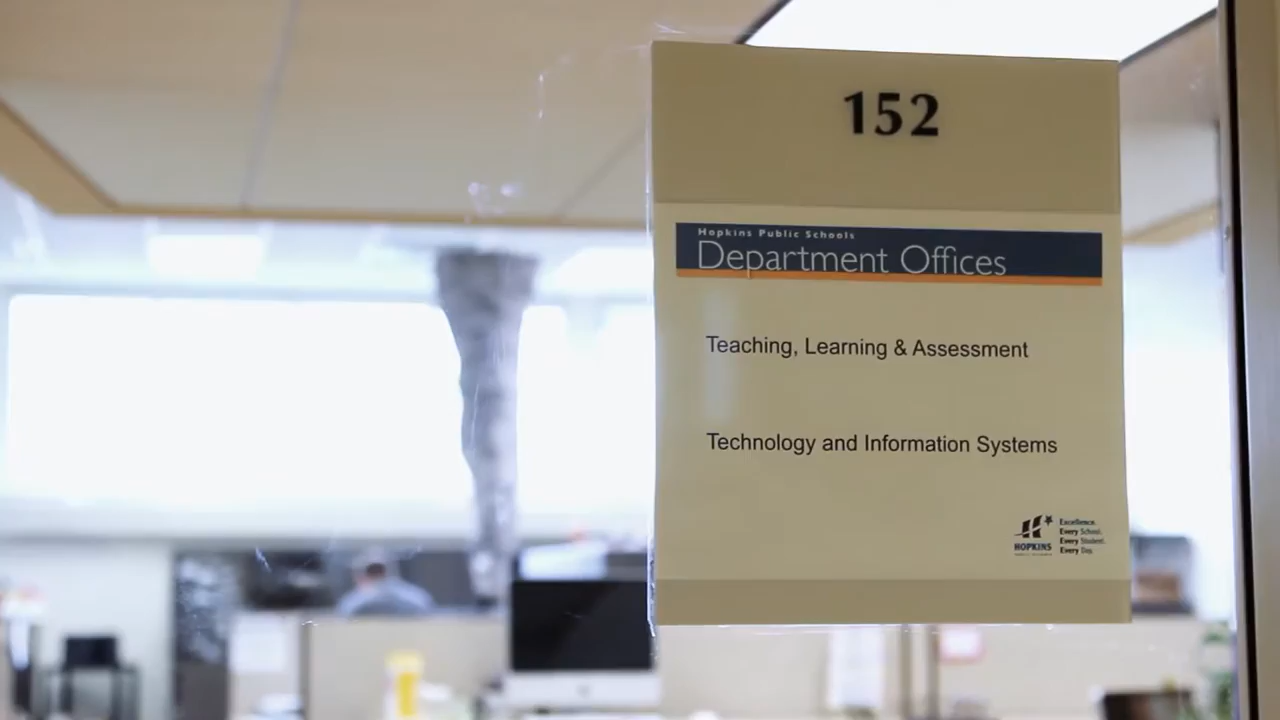 152
Hopkins Public Schools
Department Offices
Teaching, Learning & Assessment
Technology and Information Systems
HOPKINS
Excellence.
Every School.
Every Student.
Every Day.